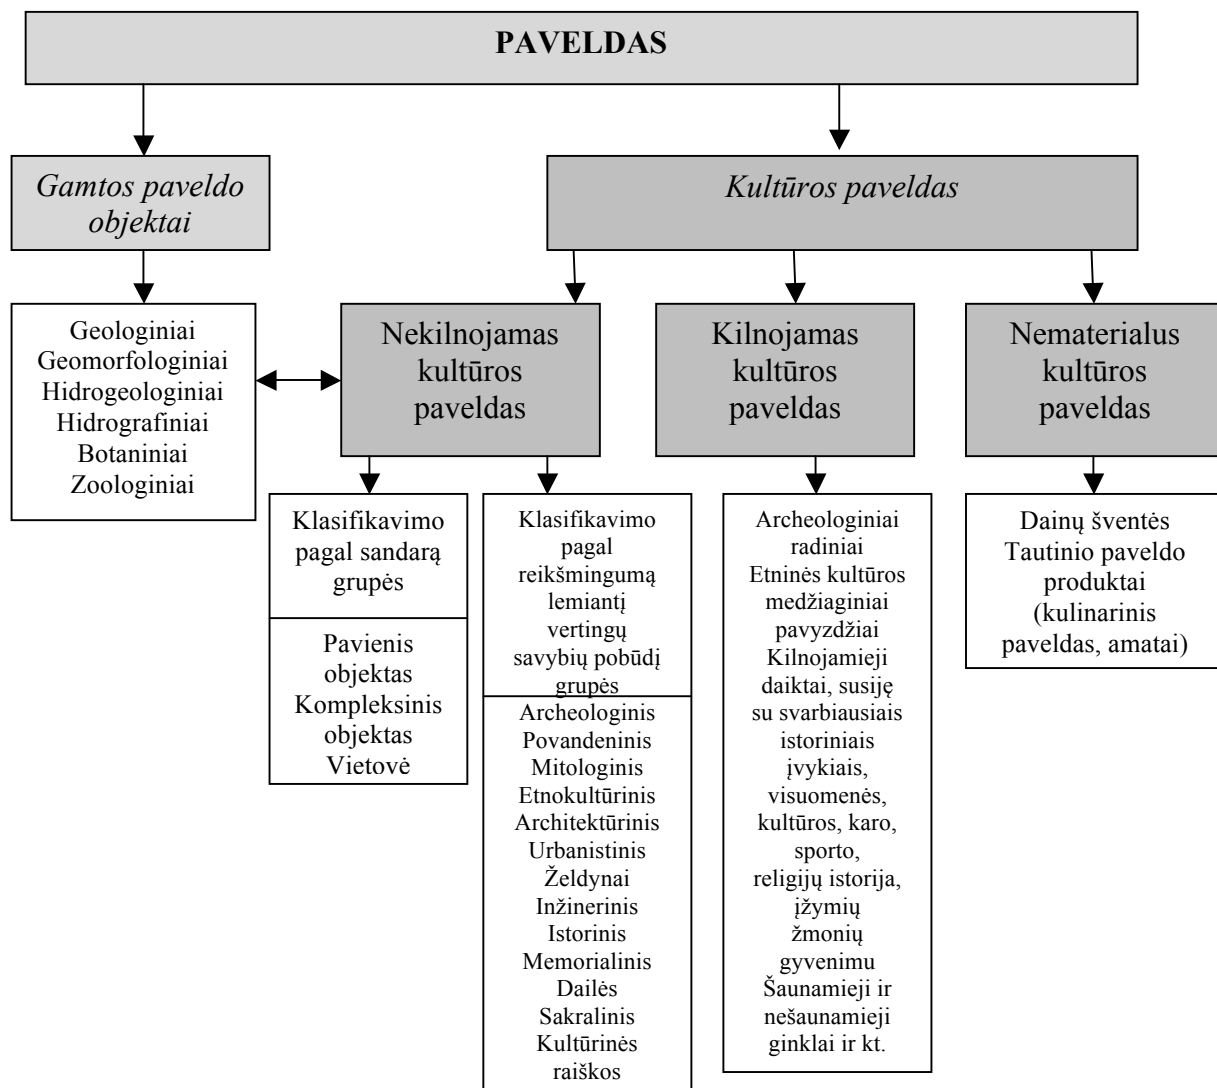 PAVELDAS
Gamtos paveldo
objektai
Kultūros paveldas
Geologiniai
Geomorfologiniai
Hidrogeologiniai
Hidrografiniai
Botaniniai
Zoologiniai
Nekilnojamas
kultūros
paveldas
Kilnojamas
kultūros
paveldas
Nematerialus
kultūros
paveldas
Klasifikavimo
pagal sandarą
grupės
Pavienis
objektas
Kompleksinis
objektas
Vietovė
Klasifikavimo
pagal
reikšmingumą
lemiantį
vertingų
savybių pobūdį
grupės
Archeologinis
Povandeninis
Mitologinis
Etnokultūrinis
Architektūrinis
Urbanistinis
Želdynai
Inžinerinis
Istorinis
Memorialinis
Dailės
Sakralinis
Kultūrinės
raiškos
Archeologiniai
radiniai
Etninės kultūros
medžiaginiai
pavyzdžiai
Kilnojamieji
daiktai, susiję
su svarbiausiais
istoriniais
įvykiais,
visuomenės,
kultūros, karo,
sporto,
religijų istorija,
įžymių
žmonių
gyvenimu
Šaunamieji ir
nešaunamieji
ginklai ir kt.
Dainų šventės
Tautinio paveldo
produktai
(kulinarinis
paveldas, amatai)